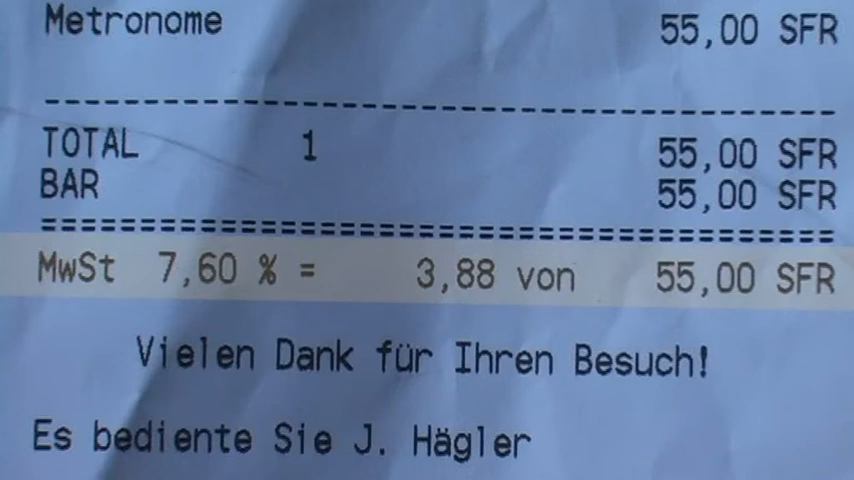 Metronome 55,00 SFR
----------------------------------------
TOTAL 1 55,00 SFR
BAR 55,00 SFR
========================================
MwSt 7,60 % = 3,88 von 55,00 SFR
Vielen Dank für Ihren Besuch!
Es bediente Sie J. Hägler